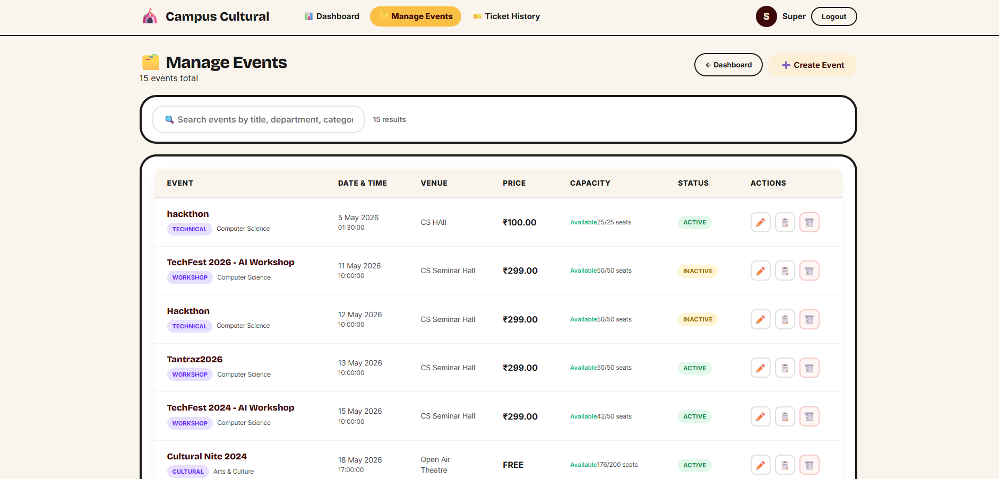 Campus Cultural
Dashboard
Manage Events
Ticket History
S
Super
Logout
Manage Events
15 events total
← Dashboard
Create Event
Search events by title, department, categor
15 results
EVENT DATE & TIME VENUE PRICE CAPACITY STATUS ACTIONS
hackthon
TECHNICAL Computer Science
5 May 2026
01:30:00
CS HAll
₹100.00
Available25/25 seats
ACTIVE
TechFest 2026 - AI Workshop
WORKSHOP Computer Science
11 May 2026
10:00:00
CS Seminar Hall
₹299.00
Available50/50 seats
INACTIVE
Hackthon
TECHNICAL Computer Science
12 May 2026
10:00:00
CS Seminar Hall
₹299.00
Available50/50 seats
INACTIVE
Tantraz2026
WORKSHOP Computer Science
13 May 2026
10:00:00
CS Seminar Hall
₹299.00
Available50/50 seats
ACTIVE
TechFest 2024 - AI Workshop
WORKSHOP Computer Science
15 May 2026
10:00:00
CS Seminar Hall
₹299.00
Available42/50 seats
ACTIVE
Cultural Nite 2024
CULTURAL Arts & Culture
18 May 2026
17:00:00
Open Air
Theatre
FREE
Available176/200 seats
ACTIVE